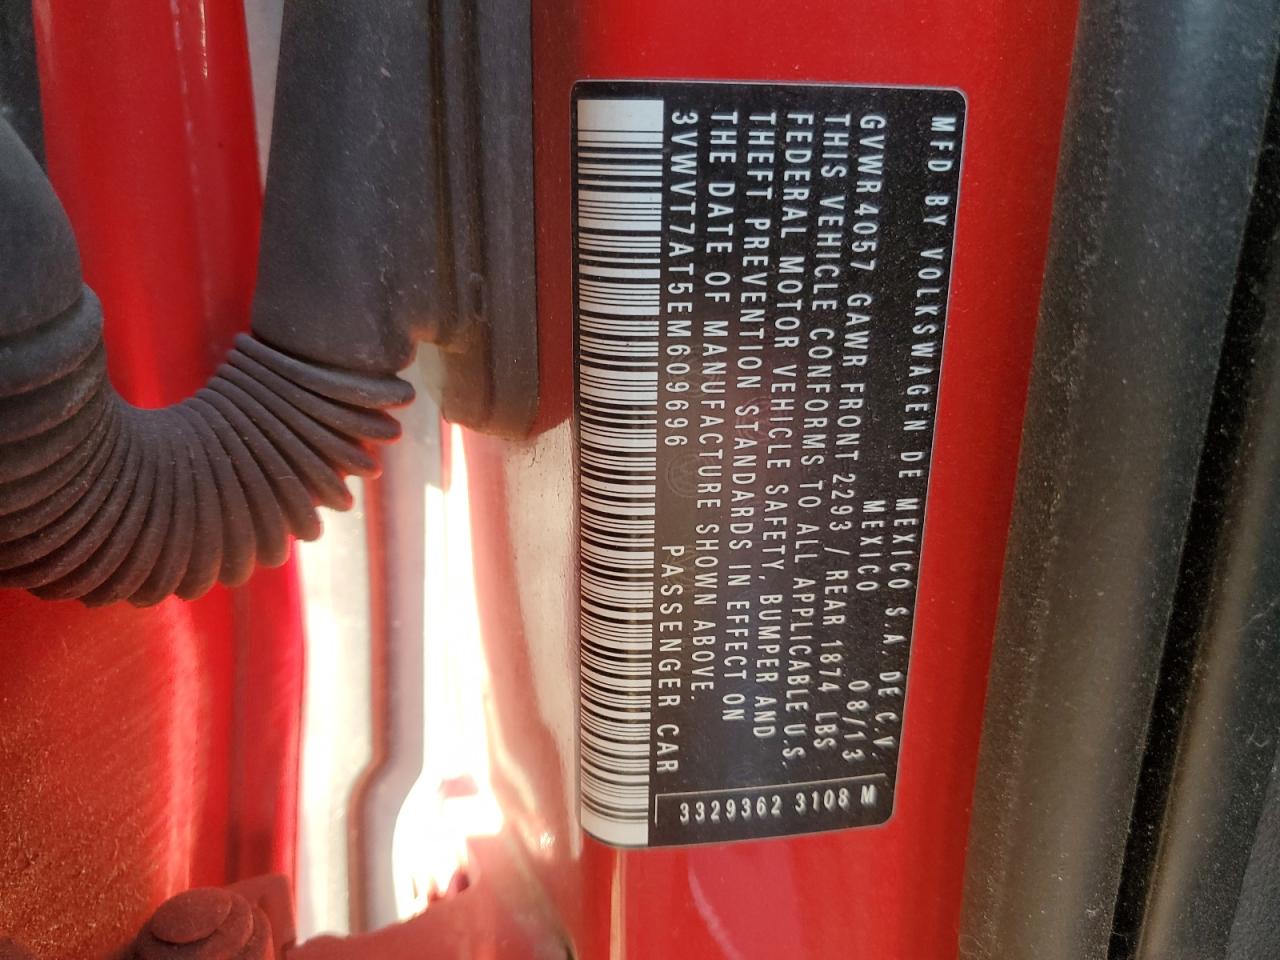 MFD BY VOLKSWAGEN DE MEXICO S.A. DE C.V.
MEXICO 08/13
GVWR 4057 GAWR FRONT 2293 / REAR 1874 LBS
THIS VEHICLE CONFORMS TO ALL APPLICABLE U.S.
FEDERAL MOTOR VEHICLE SAFETY, BUMPER AND
THEFT PREVENTION STANDARDS IN EFFECT ON
THE DATE OF MANUFACTURE SHOWN ABOVE.
3VWVT7AT5EM609696 PASSENGER CAR
3329362 3108 M